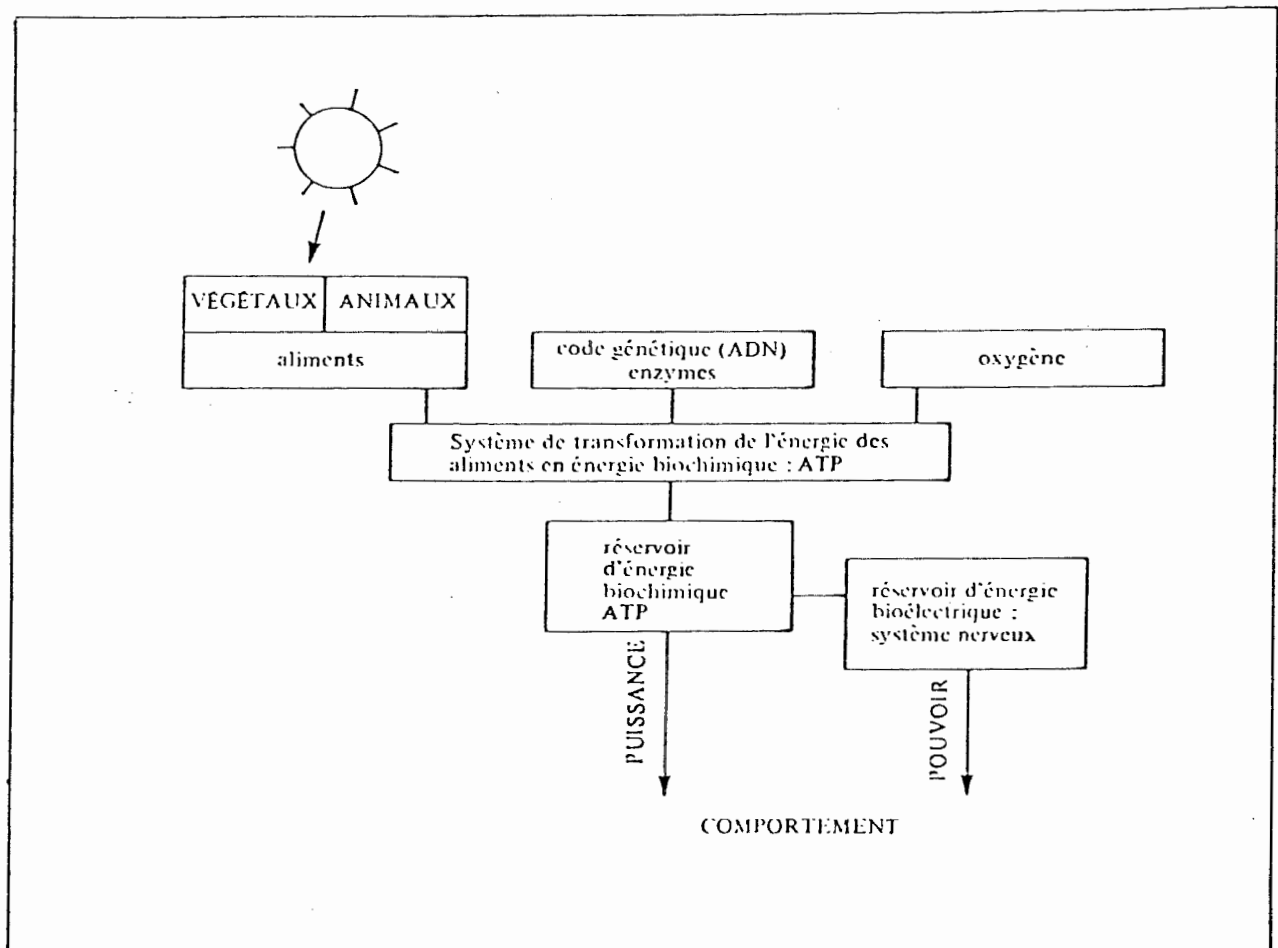 VÉGÉTAUX
ANIMAUX
aliments
code génétique (ADN)
enzymes
oxygène
Système de transformation de l'énergie des
aliments en énergie biochimique : ATP
réservoir
d'énergie
biochimique
ATP
réservoir d'énergie
bioélectrique :
système nerveux
PUISSANCE
POUVOIR
COMPORTEMENT